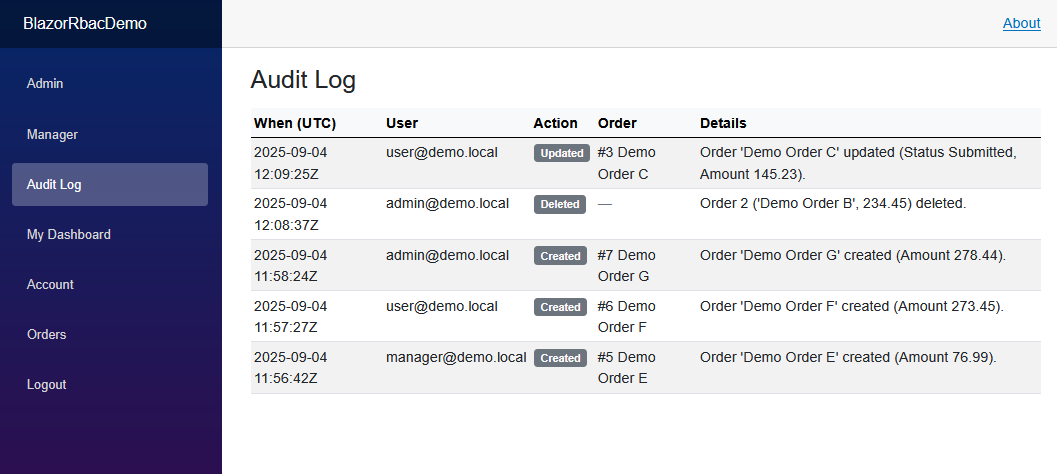 BlazorRbacDemo
About
Admin
Manager
Audit Log
My Dashboard
Account
Orders
Logout
Audit Log
When (UTC) User Action Order Details
2025-09-04 user@demo.local Updated #3 Demo Order 'Demo Order C' updated (Status Submitted,
12:09:25Z Order C Amount 145.23).
2025-09-04 admin@demo.local Deleted — Order 2 ('Demo Order B', 234.45) deleted.
12:08:37Z
2025-09-04 admin@demo.local Created #7 Demo Order 'Demo Order G' created (Amount 278.44).
11:58:24Z Order G
2025-09-04 user@demo.local Created #6 Demo Order 'Demo Order F' created (Amount 273.45).
11:57:27Z Order F
2025-09-04 manager@demo.local Created #5 Demo Order 'Demo Order E' created (Amount 76.99).
11:56:42Z Order E